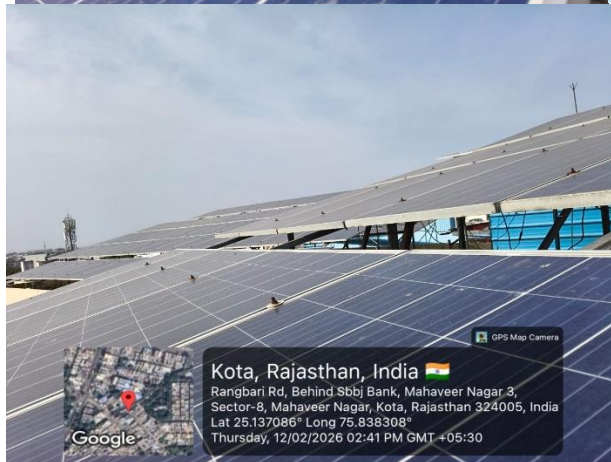 GPS Map Camera
Kota, Rajasthan, India
Rangbari Rd, Behind Sbbj Bank, Mahaveer Nagar 3,
Sector-8, Mahaveer Nagar, Kota, Rajasthan 324005, India
Lat 25.137086° Long 75.838308°
Thursday, 12/02/2026 02:41 PM GMT +05:30
Google